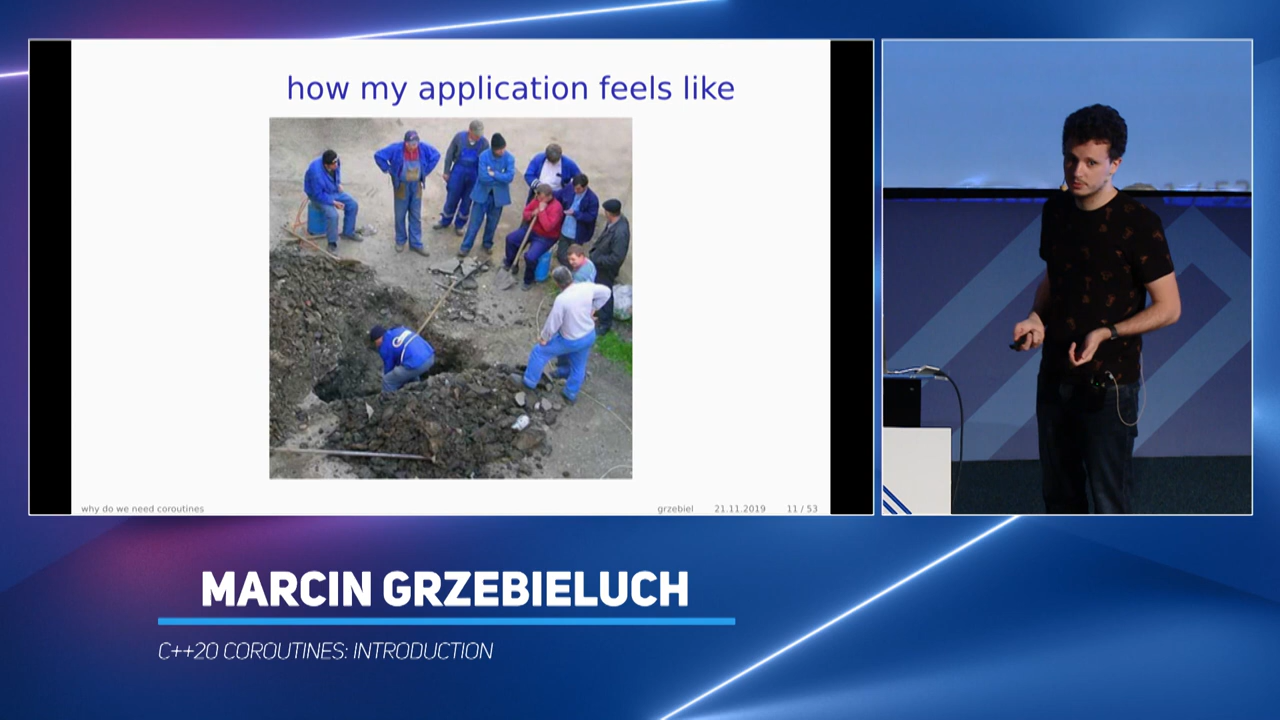 how my application feels like
why do we need coroutines
grzebiel 21.11.2019 11 / 53
MARCIN GRZEBIELUCH
C++20 COROUTINES: INTRODUCTION